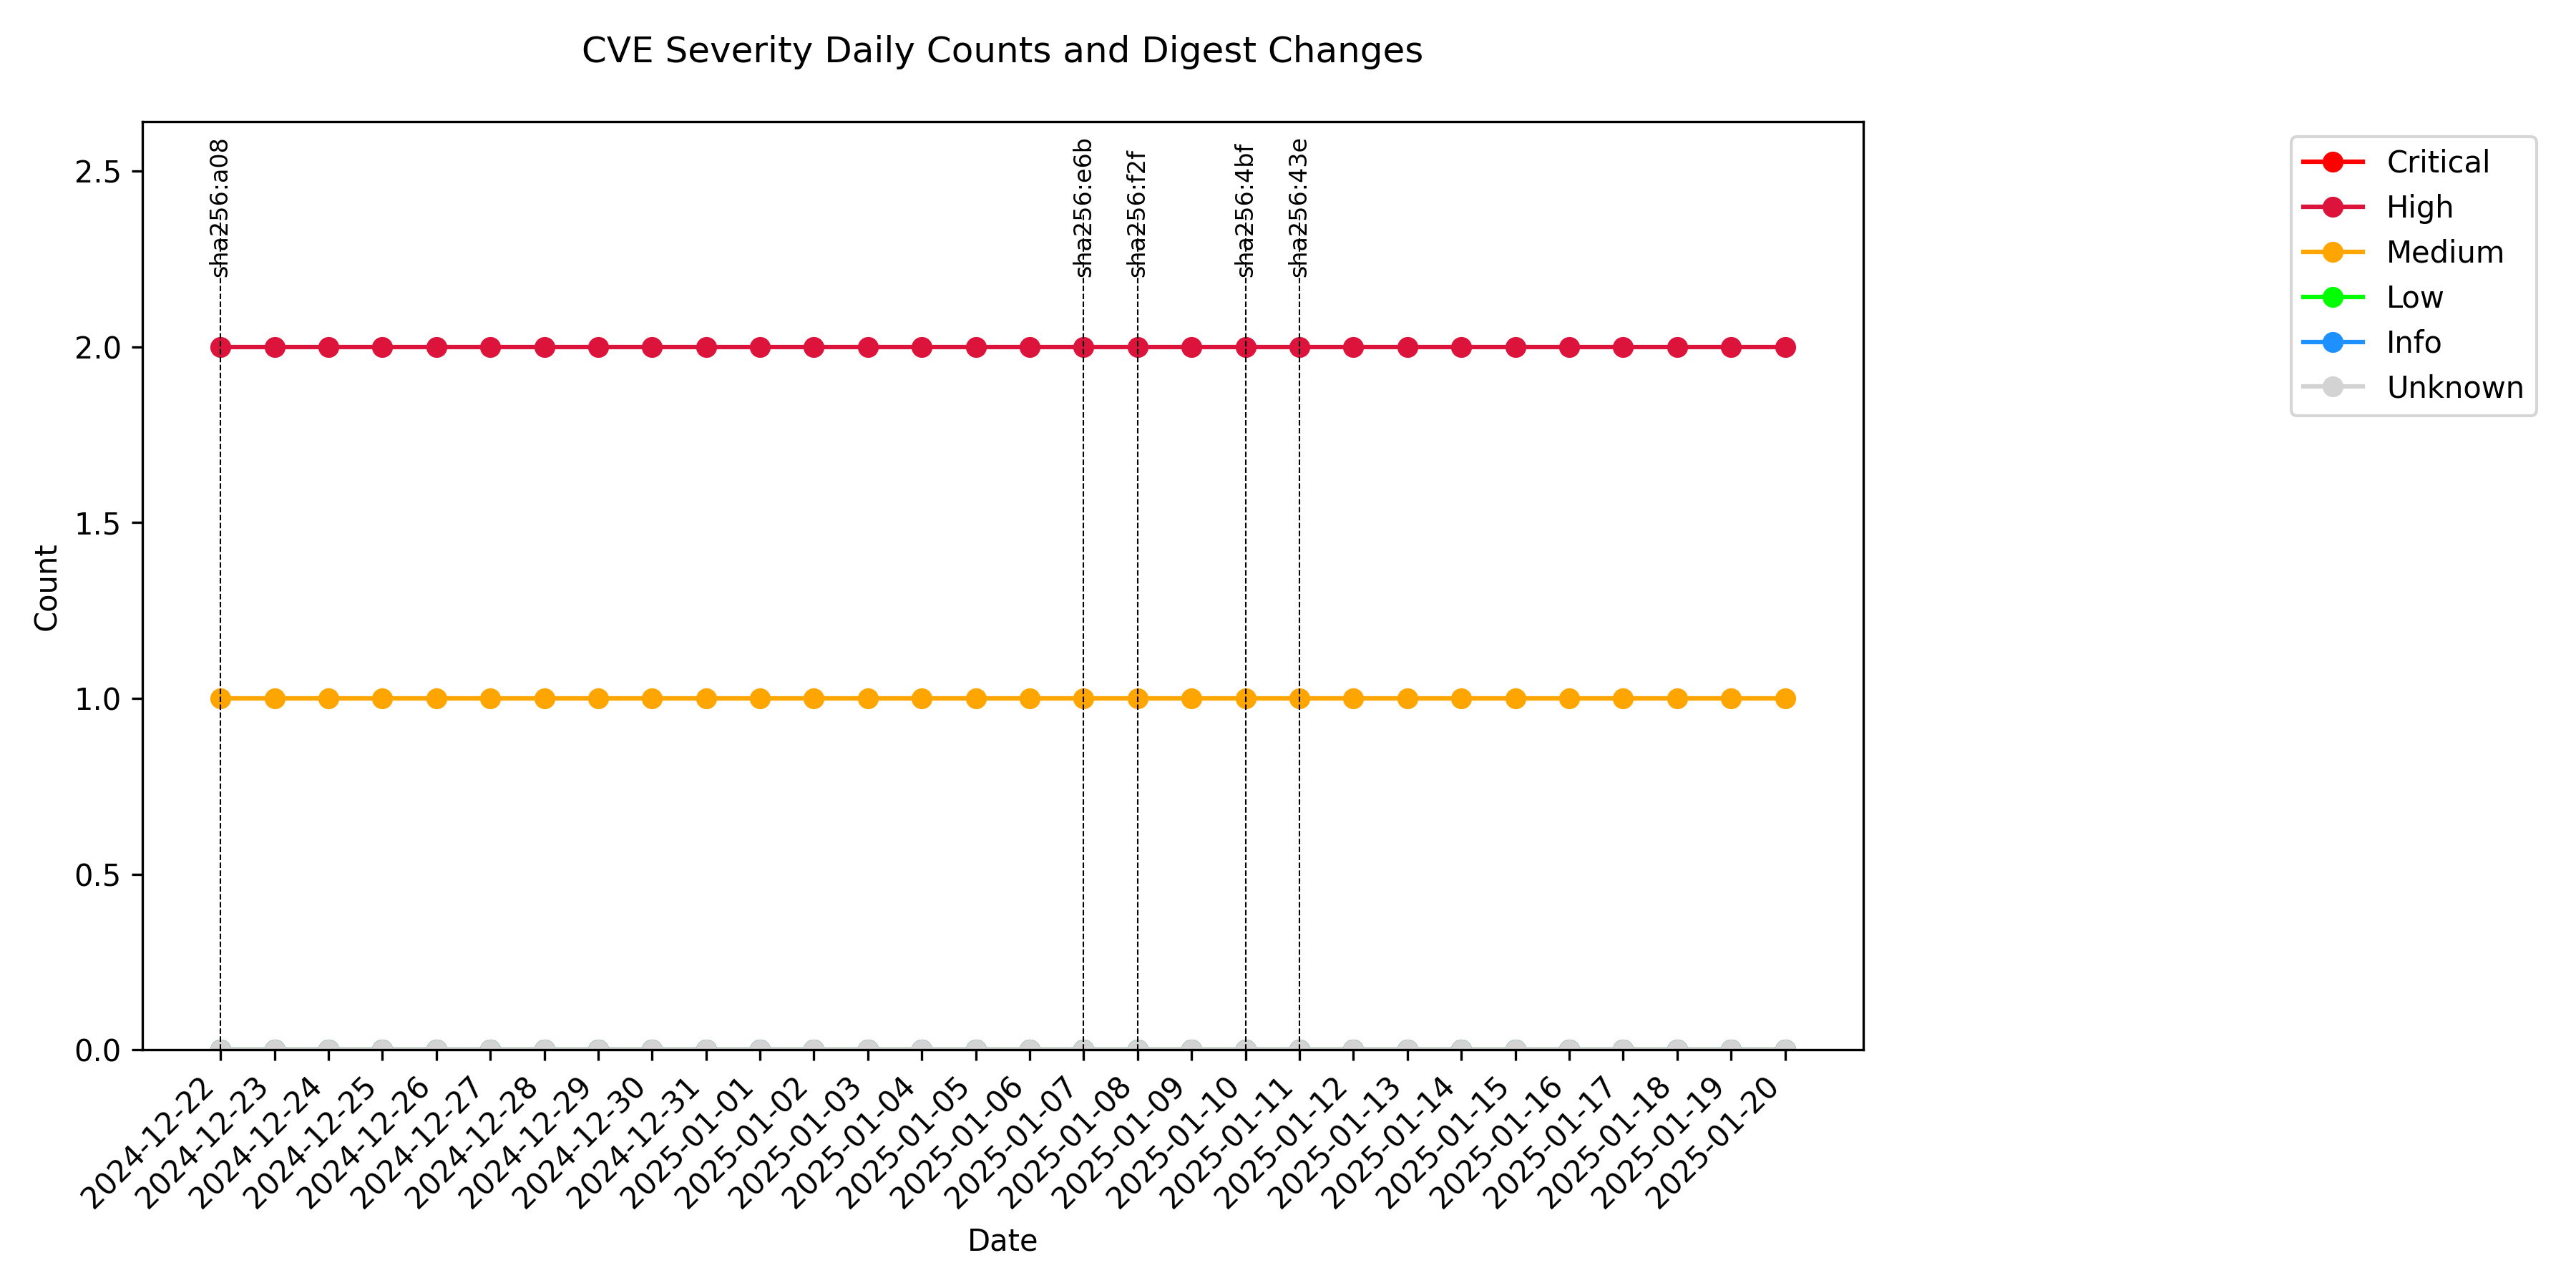 CVE Severity Daily Counts and Digest Changes
sha256:a08
sha256:e6b
sha256:f2f
sha256:4bf
sha256:43e
Critical
High
Medium
Low
Info
Unknown
2.5
2.0
1.5
1.0
0.5
0.0
Count
2024-12-22
2024-12-23
2024-12-24
2024-12-25
2024-12-26
2024-12-27
2024-12-28
2024-12-29
2024-12-30
2024-12-31
2025-01-01
2025-01-02
2025-01-03
2025-01-04
2025-01-05
2025-01-06
2025-01-07
2025-01-08
2025-01-09
2025-01-10
2025-01-11
2025-01-12
2025-01-13
2025-01-14
2025-01-15
2025-01-16
2025-01-17
2025-01-18
2025-01-19
2025-01-20
Date